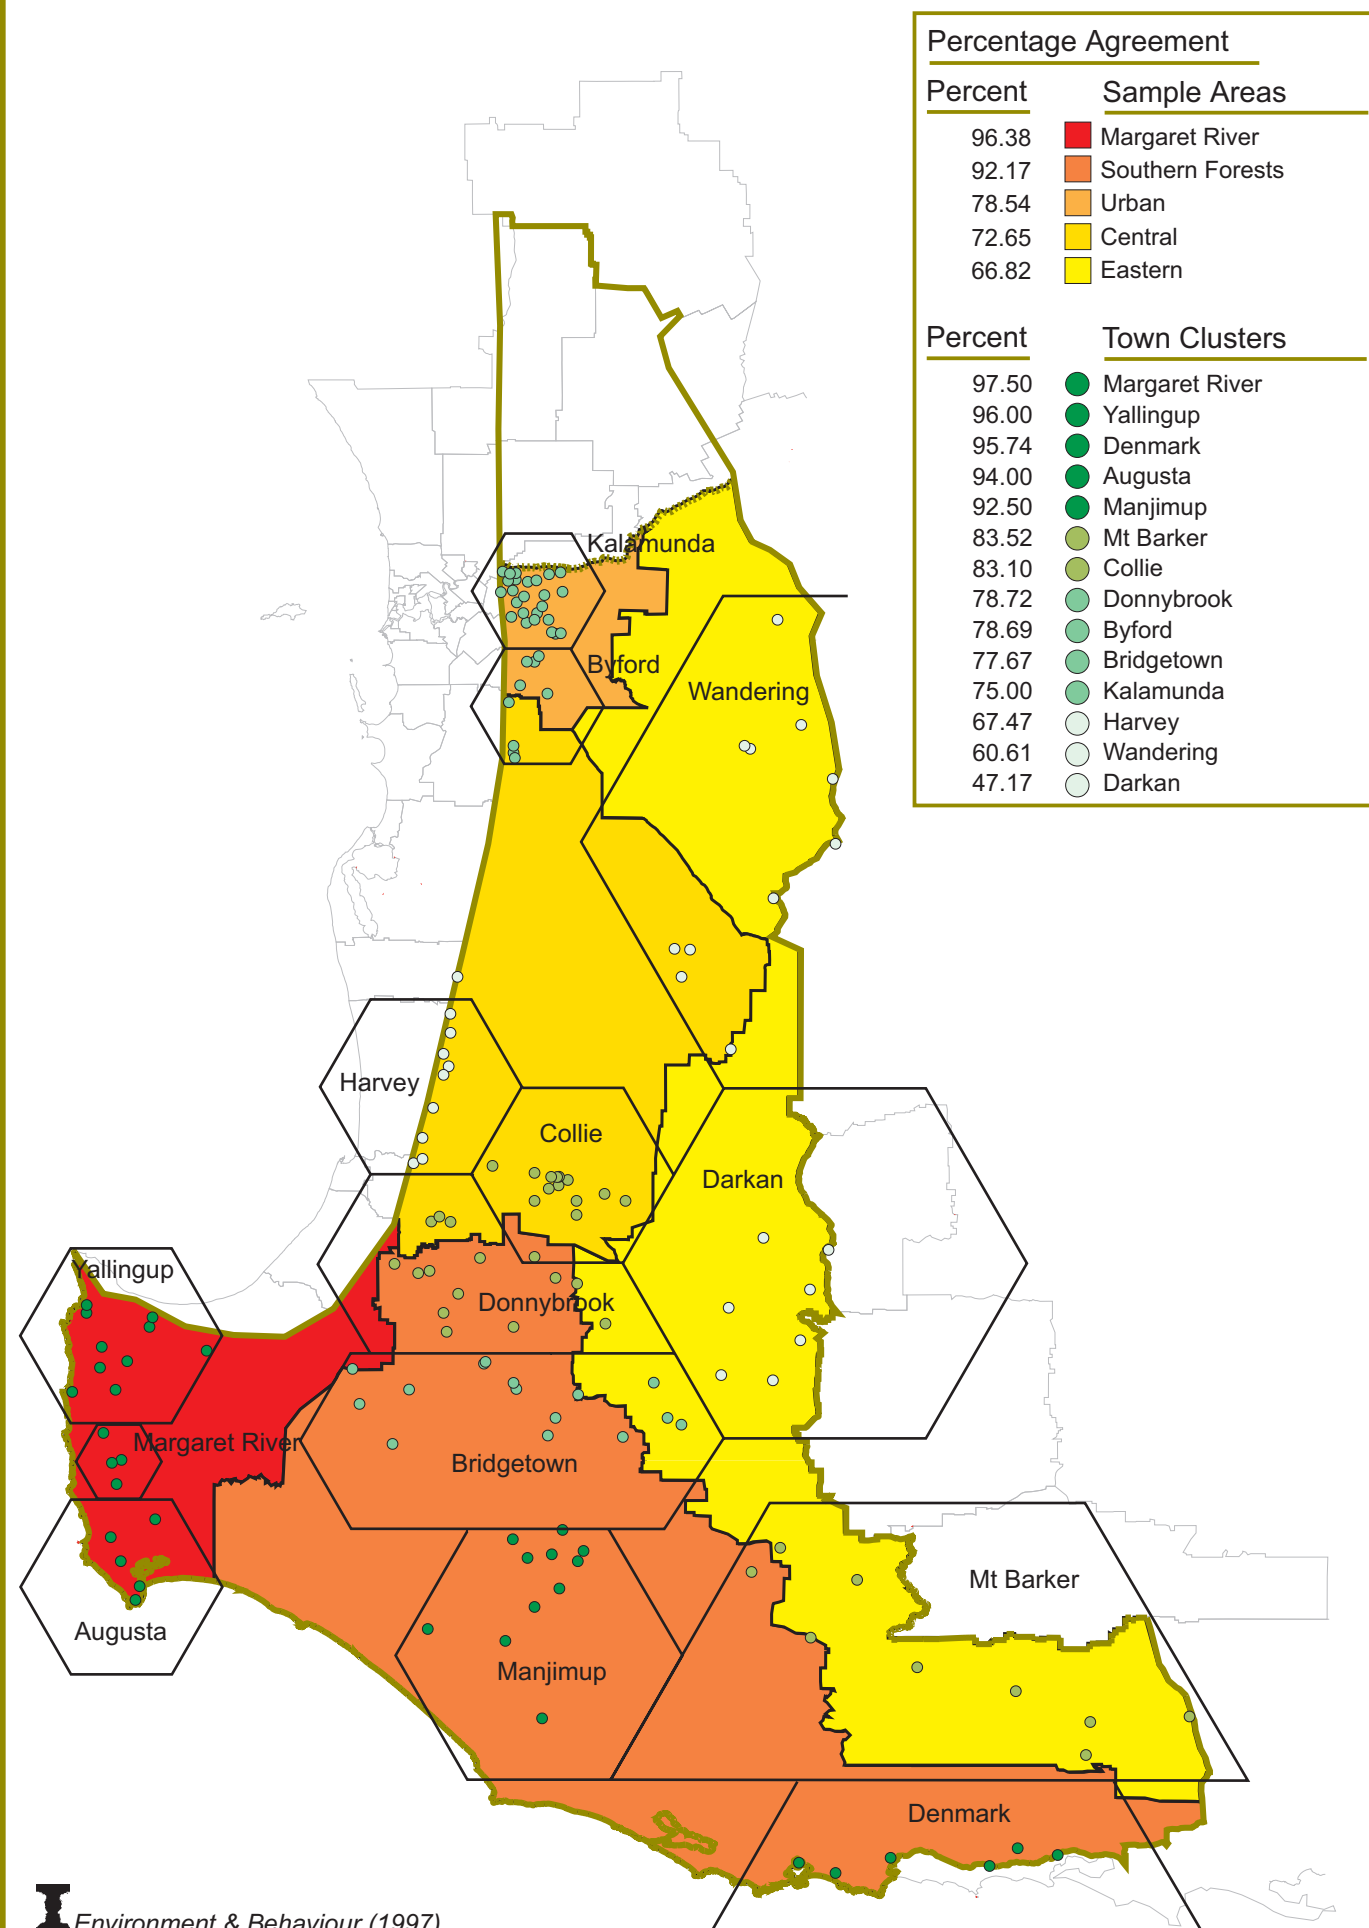 Percentage Agreement
Percent Sample Areas
96.38 Margaret River
92.17 Southern Forests
78.54 Urban
72.65 Central
66.82 Eastern
Percent Town Clusters
97.50 Margaret River
96.00 Yallingup
95.74 Denmark
94.00 Augusta
92.50 Manjimup
83.52 Mt Barker
83.10 Collie
78.72 Donnybrook
78.69 Byford
77.67 Bridgetown
75.00 Kalamunda
67.47 Harvey
60.61 Wandering
47.17 Darkan
Kalamunda
Byford
Wandering
Harvey
Collie
Darkan
Yallingup
Donnybrook
Margaret River
Bridgetown
Mt Barker
Augusta
Manjimup
Denmark
Environment & Behaviour (1997)